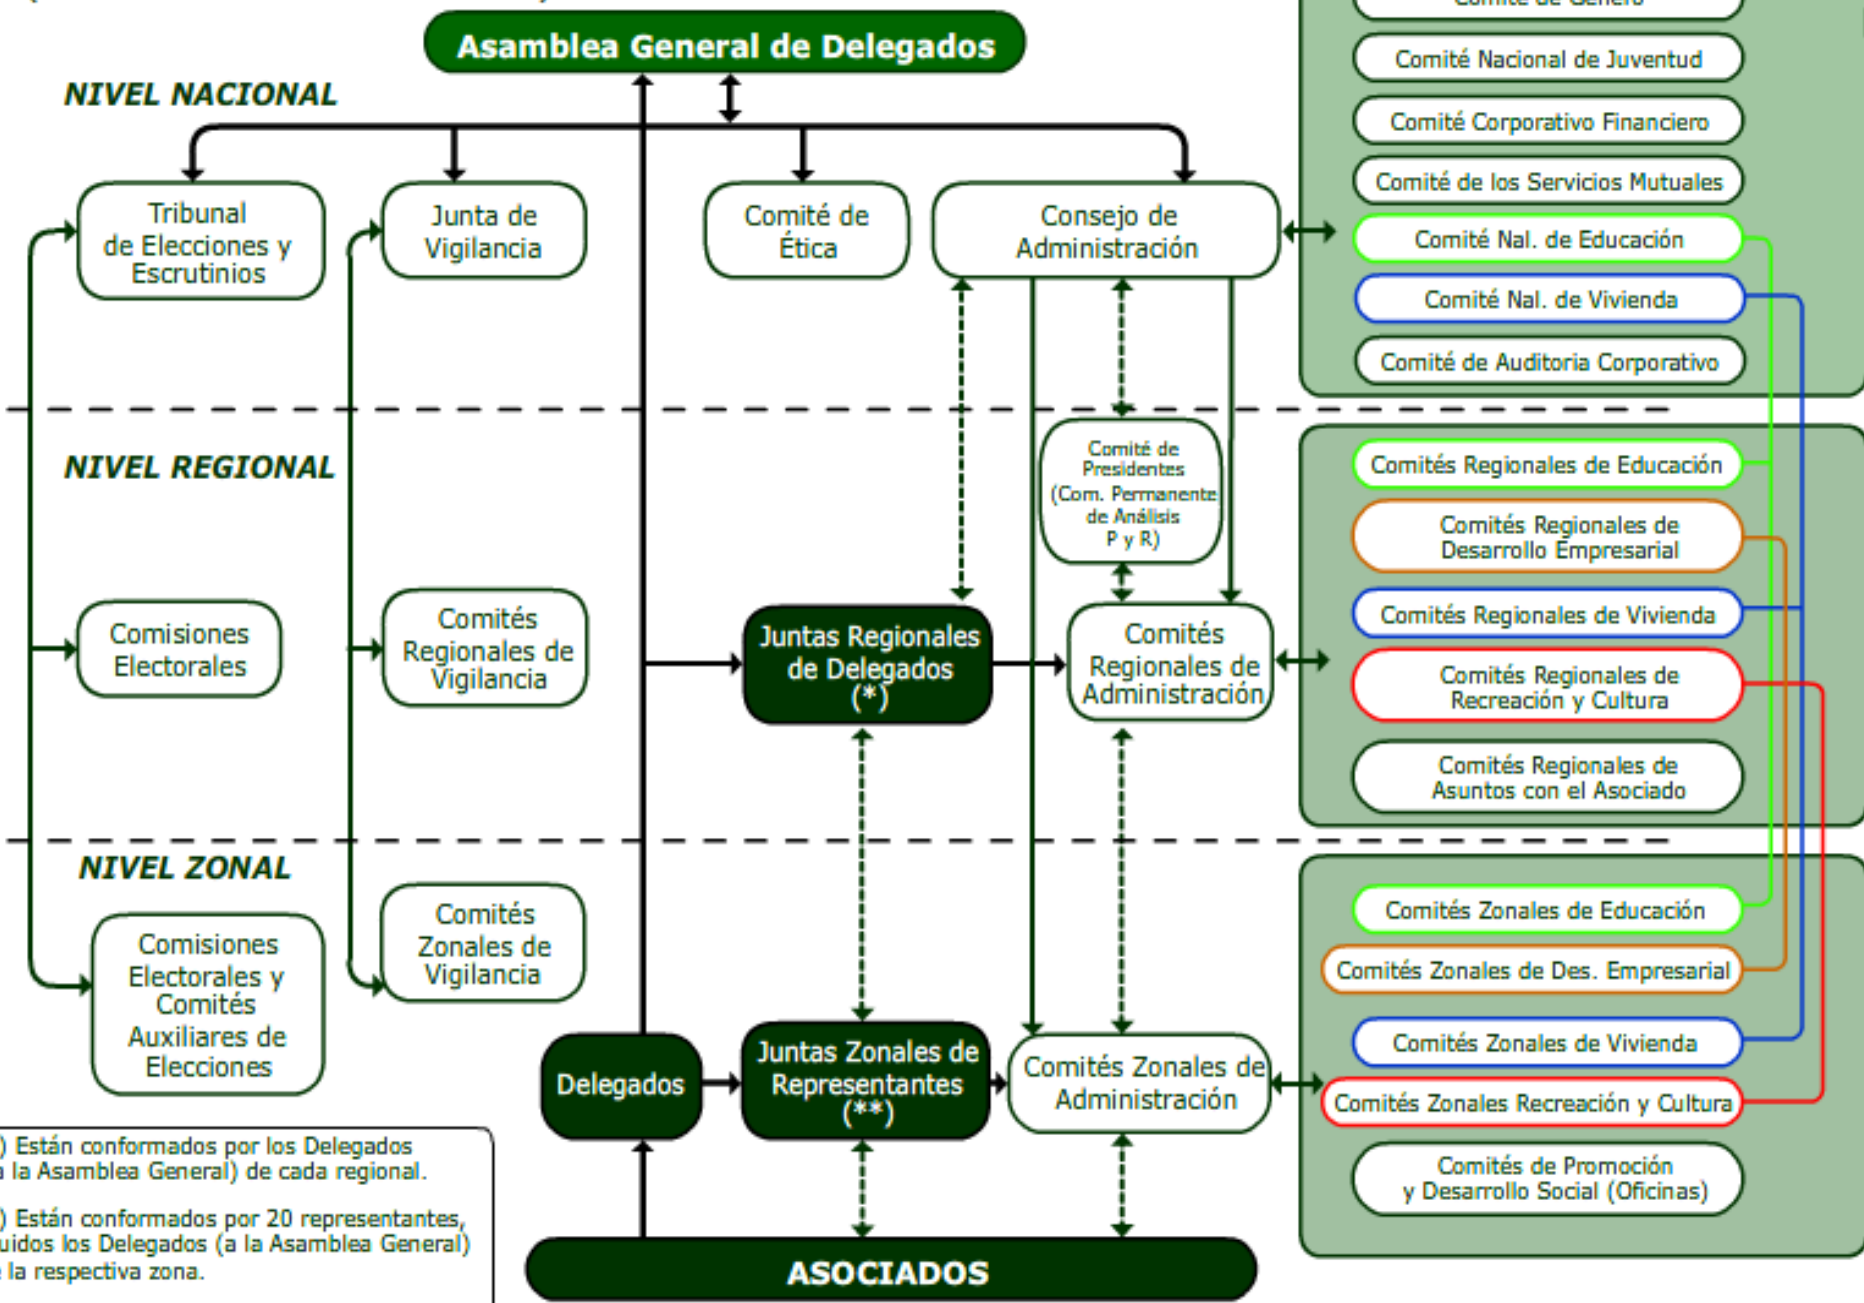 Asamblea General de Delegados
NIVEL NACIONAL
Tribunal
de Elecciones y
Escrutinios
Junta de
Vigilancia
Comité de
Ética
Consejo de
Administración
Comité de Género
Comité Nacional de Juventud
Comité Corporativo Financiero
Comité de los Servicios Mutuales
Comité Nal. de Educación
Comité Nal. de Vivienda
Comité de Auditoria Corporativo
NIVEL REGIONAL
Comisiones
Electorales
Comités
Regionales de
Vigilancia
Juntas Regionales
de Delegados
(*)
Comité de
Presidentes
(Com. Permanente
de Análisis
P y R)
Comités
Regionales de
Administración
Comités Regionales de Educación
Comités Regionales de
Desarrollo Empresarial
Comités Regionales de Vivienda
Comités Regionales de
Recreación y Cultura
Comités Regionales de
Asuntos con el Asociado
NIVEL ZONAL
Comisiones
Electorales y
Comités
Auxiliares de
Elecciones
Comités
Zonales de
Vigilancia
Delegados
Juntas Zonales de
Representantes
(**)
Comités Zonales de
Administración
Comités Zonales de Educación
Comités Zonales de Des. Empresarial
Comités Zonales de Vivienda
Comités Zonales Recreación y Cultura
Comités de Promoción
y Desarrollo Social (Oficinas)
) Están conformados por los Delegados
a la Asamblea General) de cada regional.
) Están conformados por 20 representantes,
uidos los Delegados (a la Asamblea General)
e la respectiva zona.
ASOCIADOS